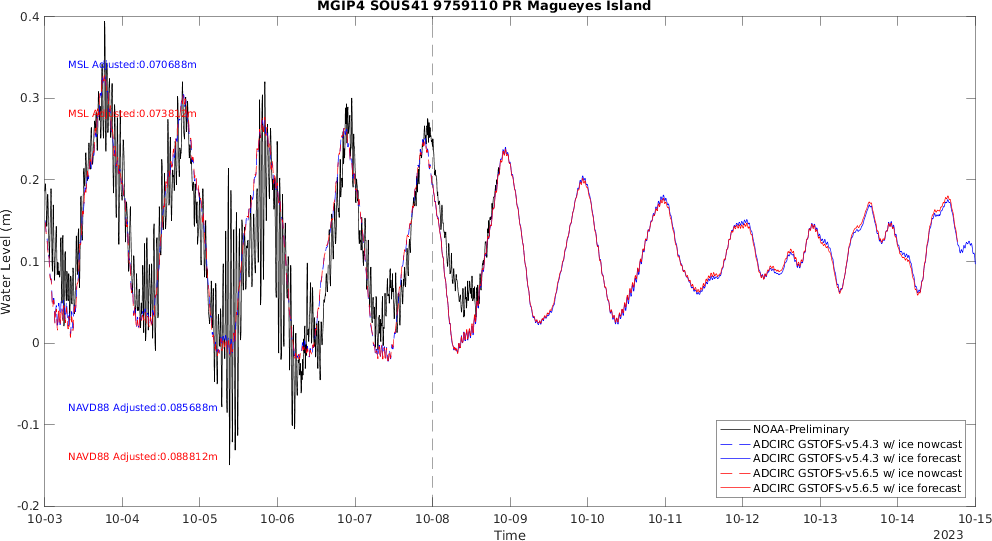 MGIP4 SOUS41 9759110 PR Magueyes Island
0.4
0.3
0.2
0.1
0
-0.1
-0.2
Water Level (m)
MSL Adjusted:0.070688m
MSL Adjusted:0.073812m
NAVD88 Adjusted:0.085688m
NAVD88 Adjusted:0.088812m
NOAA-Preliminary
ADCIRC GSTOFS-v5.4.3 w/ ice nowcast
ADCIRC GSTOFS-v5.4.3 w/ ice forecast
ADCIRC GSTOFS-v5.6.5 w/ ice nowcast
ADCIRC GSTOFS-v5.6.5 w/ ice forecast
10-03 10-04 10-05 10-06 10-07 10-08 10-09 10-10 10-11 10-12 10-13 10-14 10-15
Time
2023